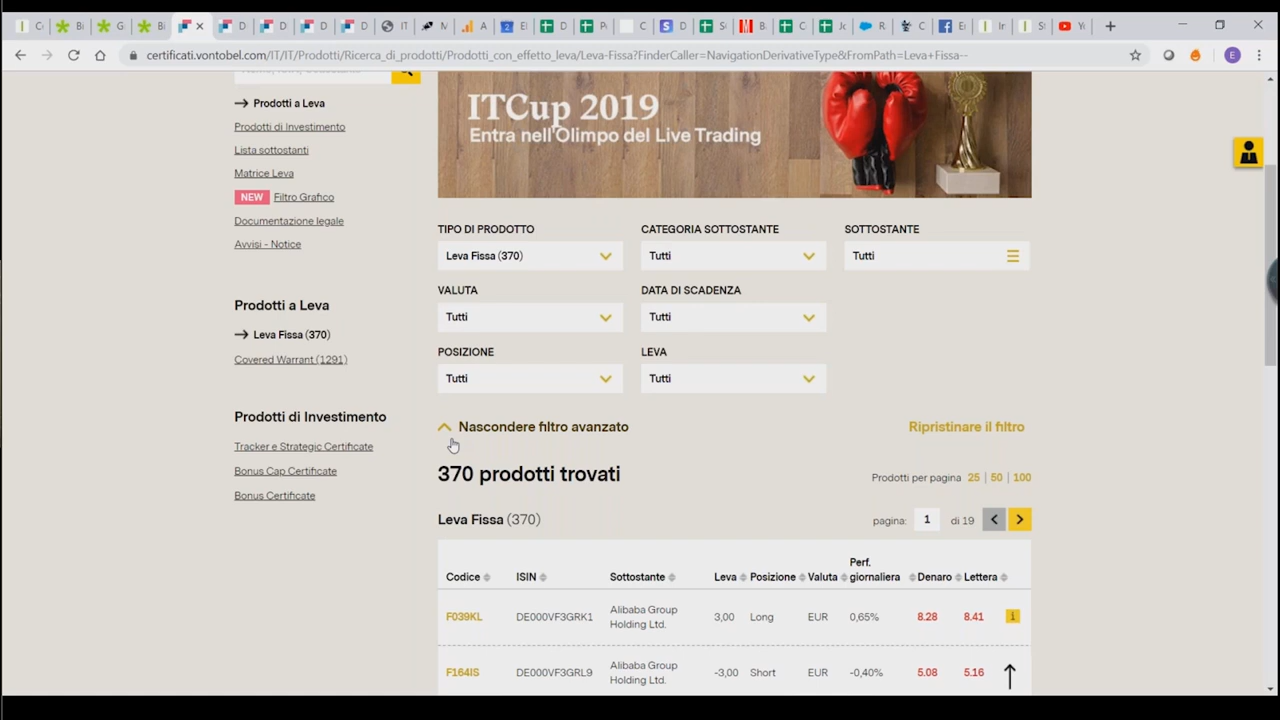 certificati.vontobel.com/IT/IT/Prodotti/Ricerca_di_prodotti/Prodotti_con_effetto_leva/Leva-Fissa?FinderCaller=NavigationDerivativeType&FromPath=Leva+Fissa--
E
Prodotti a Leva
Prodotti di Investimento
Lista sottostanti
Matrice Leva
NEW Filtro Grafico
Documentazione legale
Avvisi - Notice
Prodotti a Leva
Leva Fissa (370)
Covered Warrant (1291)
Prodotti di Investimento
Tracker e Strategic Certificate
Bonus Cap Certificate
Bonus Certificate
ITCup 2019
Entra nell'Olimpo del Live Trading
TIPO DI PRODOTTO CATEGORIA SOTTOSTANTE SOTTOSTANTE
Leva Fissa (370) Tutti Tutti
VALUTA DATA DI SCADENZA
Tutti Tutti
POSIZIONE LEVA
Tutti Tutti
Nascondere filtro avanzato Ripristinare il filtro
370 prodotti trovati Prodotti per pagina 25 | 50 | 100
Leva Fissa (370) pagina: 1 di 19
Codice ISIN Sottostante Leva Posizione Valuta Perf. giornaliera Denaro Lettera
F039KL DE000VF3GRK1 Alibaba Group Holding Ltd. 3,00 Long EUR 0,65% 8.28 8.41 i
F164IS DE000VF3GRL9 Alibaba Group Holding Ltd. -3,00 Short EUR -0,40% 5.08 5.16